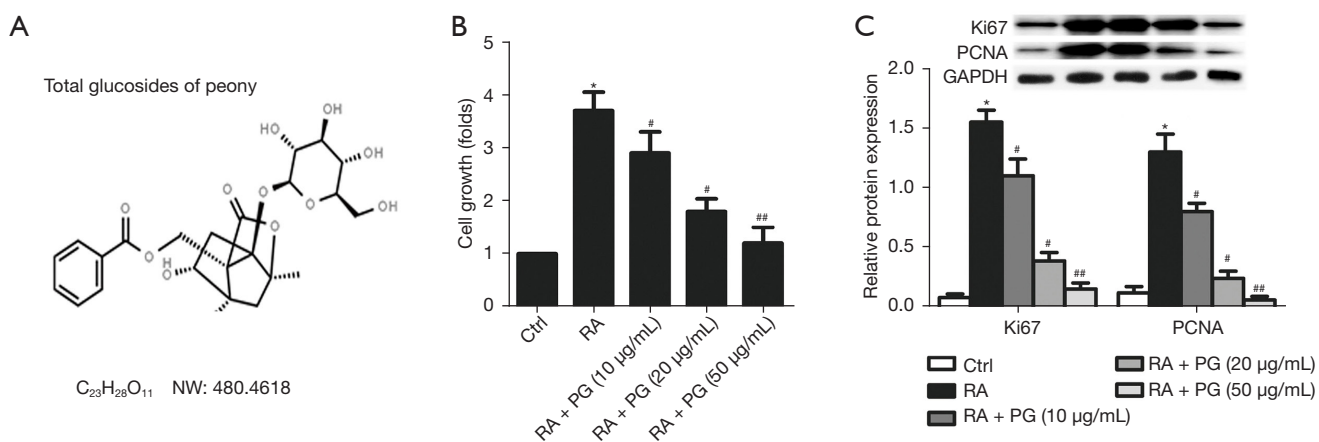 A
Total glucosides of peony
OH
HO
OH
O
O
O
OH
O
O
O
O
H
O
C₂₃H₂₈O₁₁ NW: 480.4618
B
Cell growth (folds)
5
4
3
2
1
0
*
#
#
##
Ctrl
RA
RA + PG (10 μg/mL)
RA + PG (20 μg/mL)
RA + PG (50 μg/mL)
C
Ki67
PCNA
GAPDH
Relative protein expression
2.0
1.5
1.0
0.5
0.0
*
#
#
##
*
#
#
##
Ki67
PCNA
Ctrl
RA
RA + PG (10 μg/mL)
RA + PG (20 μg/mL)
RA + PG (50 μg/mL)